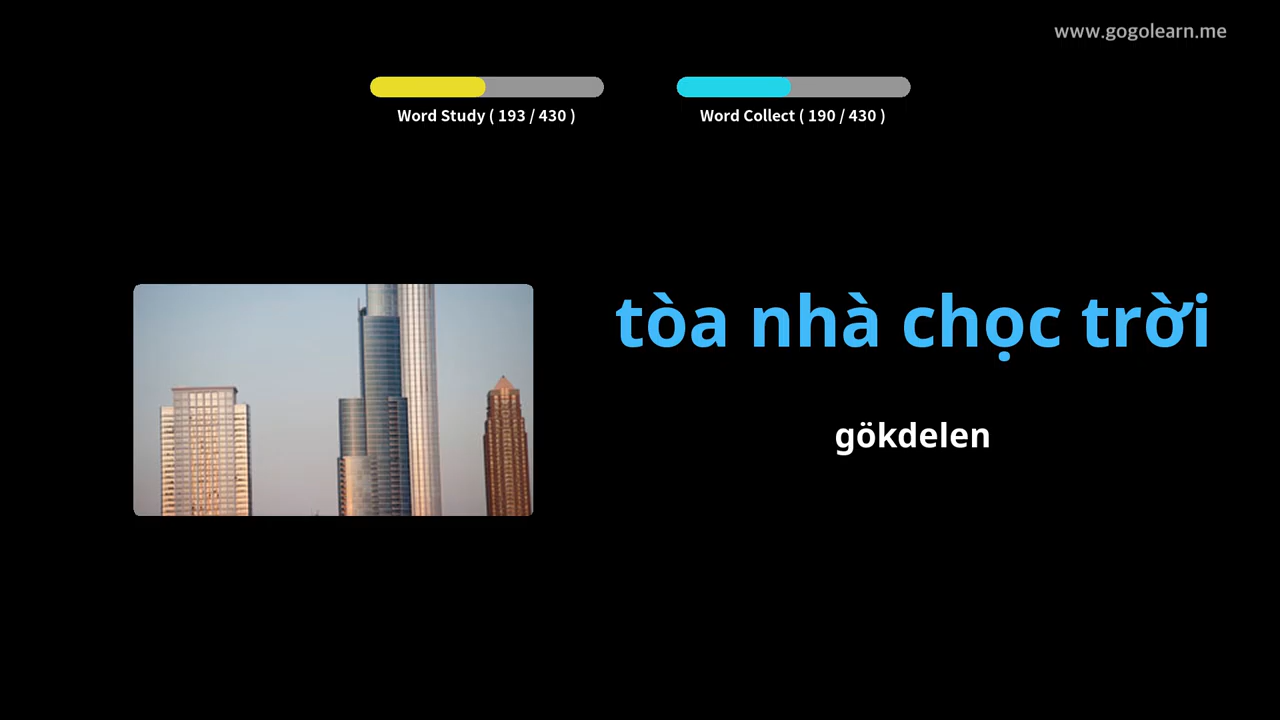 www.gogolearn.me
Word Study ( 193 / 430 )
Word Collect ( 190 / 430 )
tòa nhà chọc trời
gökdelen